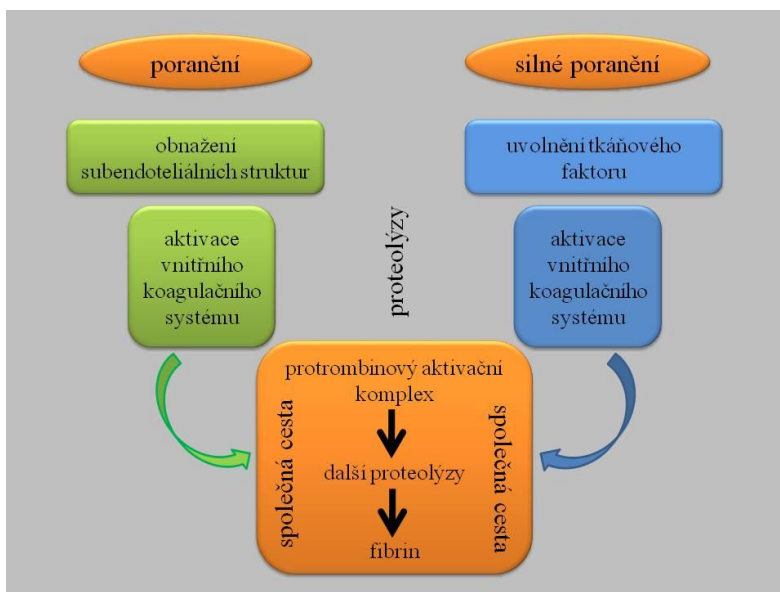 poranění
silné poranění
obnažení
subendoteliálních struktur
uvolnění tkáňového
faktoru
aktivace
vnitřního
koagulačního
systému
proteolýzy
aktivace
vnitřního
koagulačního
systému
protrombinový aktivační
komplex
společná cesta
další proteolýzy
společná cesta
fibrin